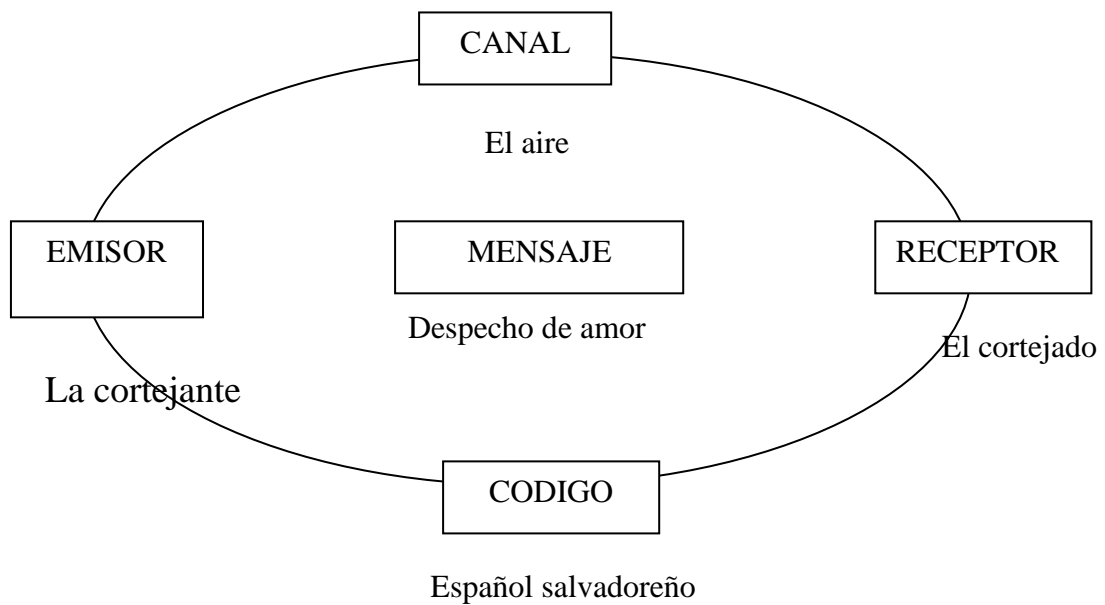 CANAL
El aire
EMISOR
MENSAJE
RECEPTOR
Despecho de amor
El cortejado
La cortejante
CODIGO
Español salvadoreño